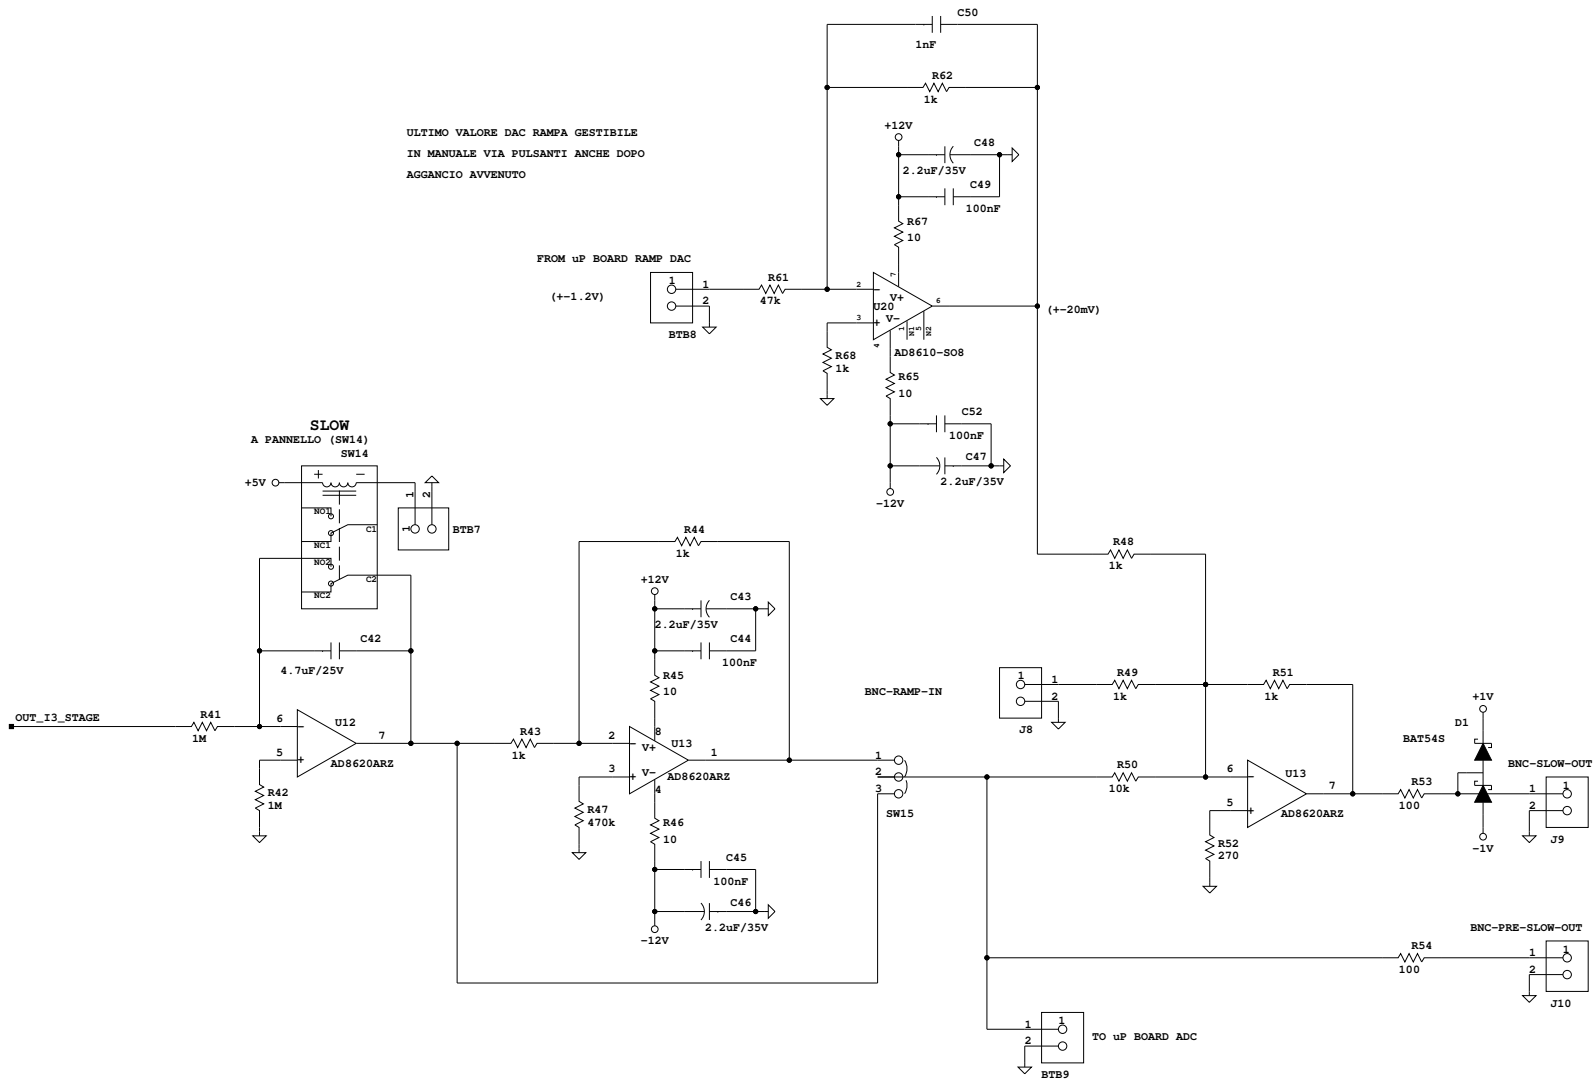 C50
1nF
R62
1k
ULTIMO VALORE DAC RAMPA GESTIBILE
IN MANUALE VIA PULSANTI ANCHE DOPO
AGGANCIO AVVENUTO
+12V
C48
2.2uF/35V
C49
100nF
R67
10
FROM uP BOARD RAMP DAC
(+-1.2V)
1
1
2
BTB8
R61
47k
2
7
V+
U20
V-
6
3
1
N1
5
N2
4
AD8610-SO8
(+-20mV)
R68
1k
R65
10
C52
100nF
C47
2.2uF/35V
-12V
SLOW
A PANNELLO (SW14)
SW14
+
-
+5V
NO1
C1
NC1
NO2
C2
NC2
1
2
1
BTB7
C42
4.7uF/25V
OUT_I3_STAGE
R41
1M
6
-
U12
7
5
+
AD8620ARZ
R42
1M
R44
1k
+12V
C43
2.2uF/35V
C44
100nF
R45
10
R43
1k
2
8
U13
V+
1
3
V-
AD8620ARZ
4
R47
470k
R46
10
C45
100nF
C46
2.2uF/35V
-12V
1
2
3
SW15
BNC-RAMP-IN
1
1
2
J8
R48
1k
R49
1k
R51
1k
R50
10k
6
U13
7
5
AD8620ARZ
R52
270
R53
100
+1V
D1
BAT54S
-1V
BNC-SLOW-OUT
1
1
2
J9
R54
100
BNC-PRE-SLOW-OUT
1
1
2
J10
1
1
2
TO uP BOARD ADC
BTB9